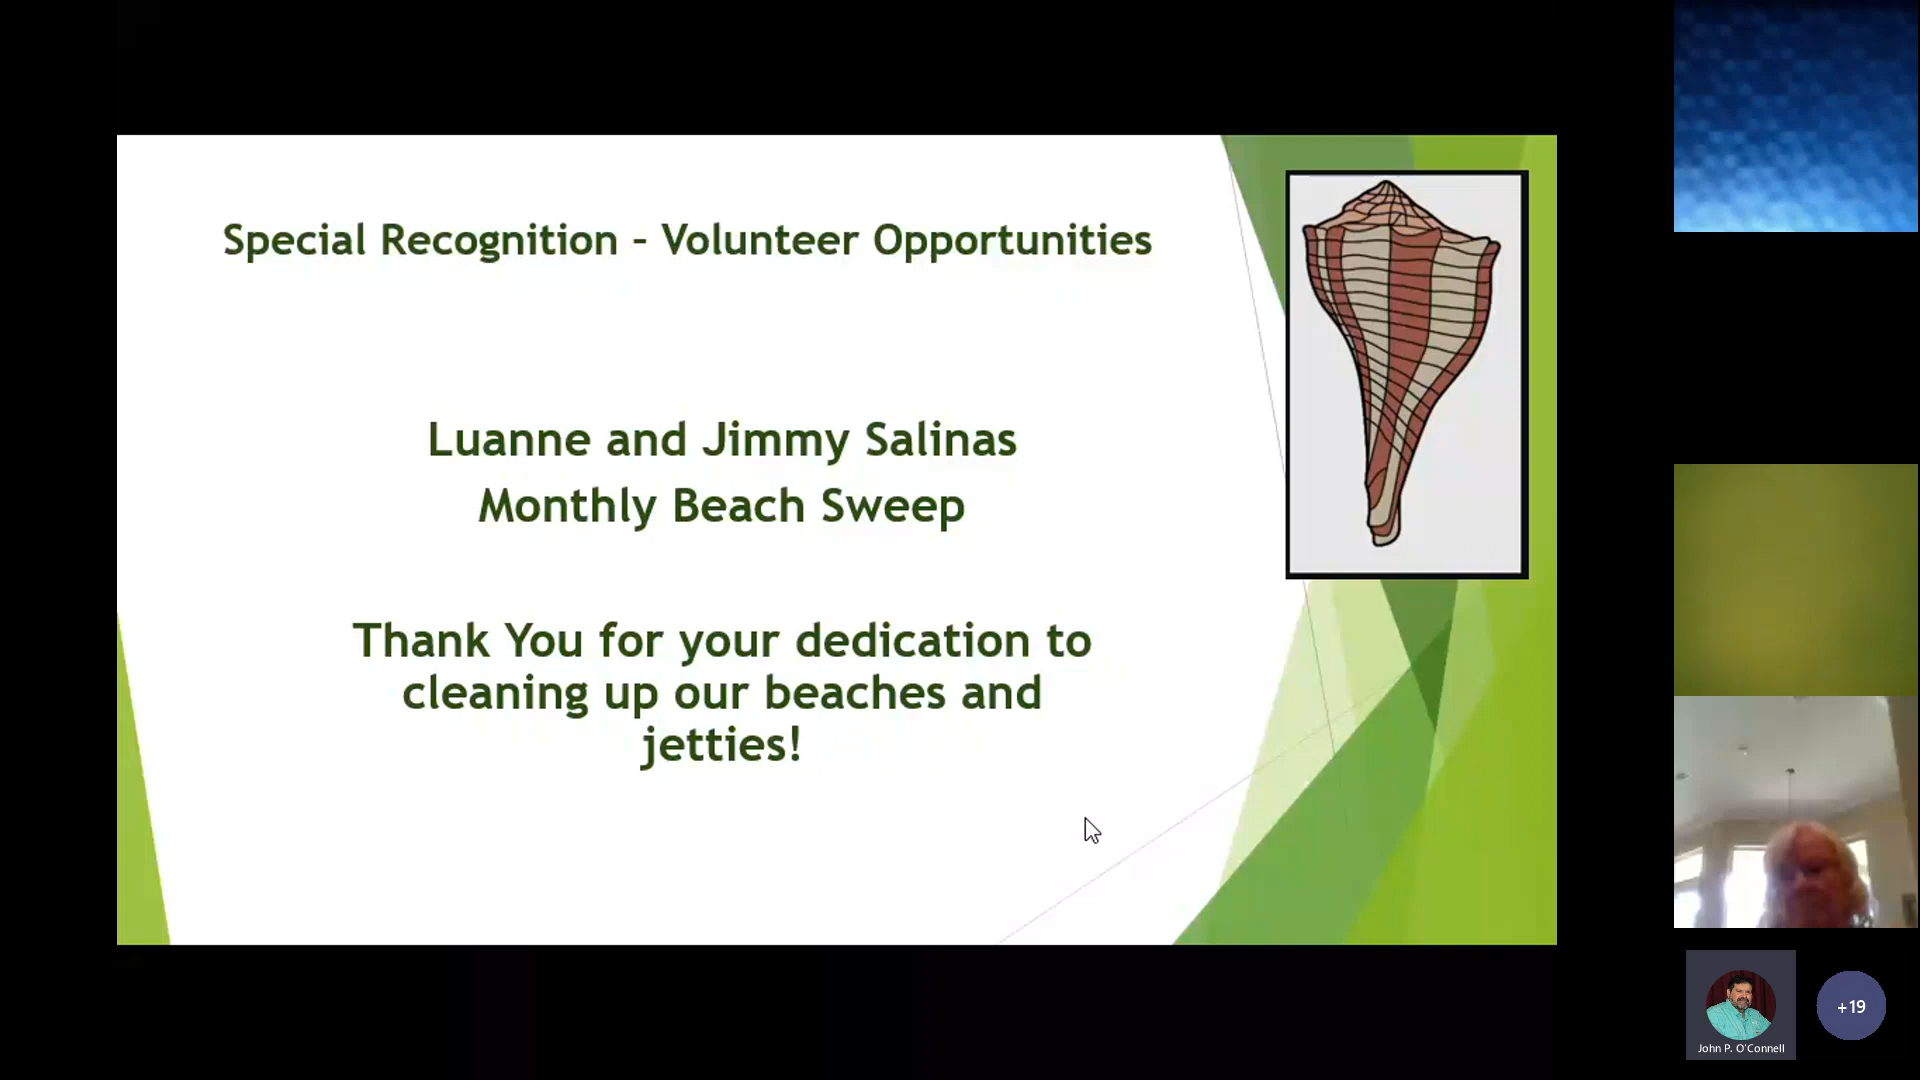 Special Recognition – Volunteer Opportunities
Luanne and Jimmy Salinas
Monthly Beach Sweep
Thank You for your dedication to
cleaning up our beaches and
jetties!
John P. O'Connell
+19